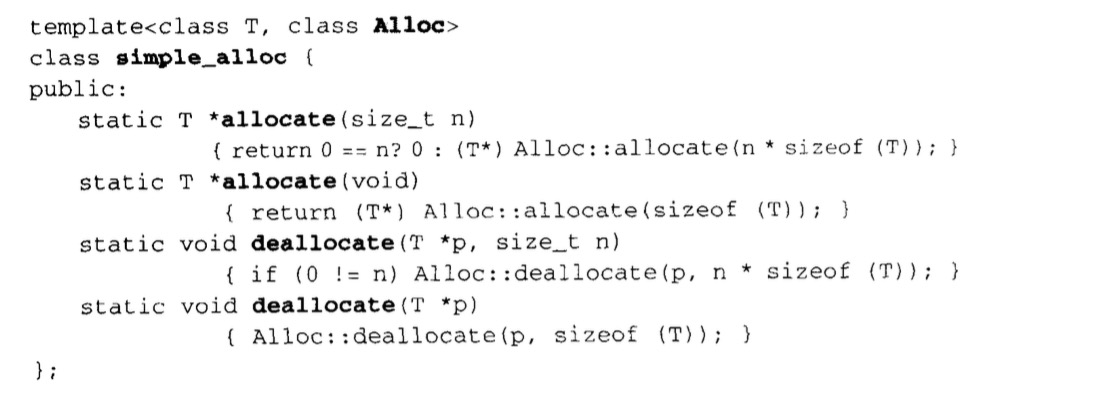 template<class T, class Alloc>
class simple_alloc {
public:
    static T *allocate(size_t n)
            { return 0 == n? 0 : (T*) Alloc::allocate(n * sizeof (T)); }
    static T *allocate(void)
            { return (T*) Alloc::allocate(sizeof (T)); }
    static void deallocate(T *p, size_t n)
            { if (0 != n) Alloc::deallocate(p, n * sizeof (T)); }
    static void deallocate(T *p)
            { Alloc::deallocate(p, sizeof (T)); }
};